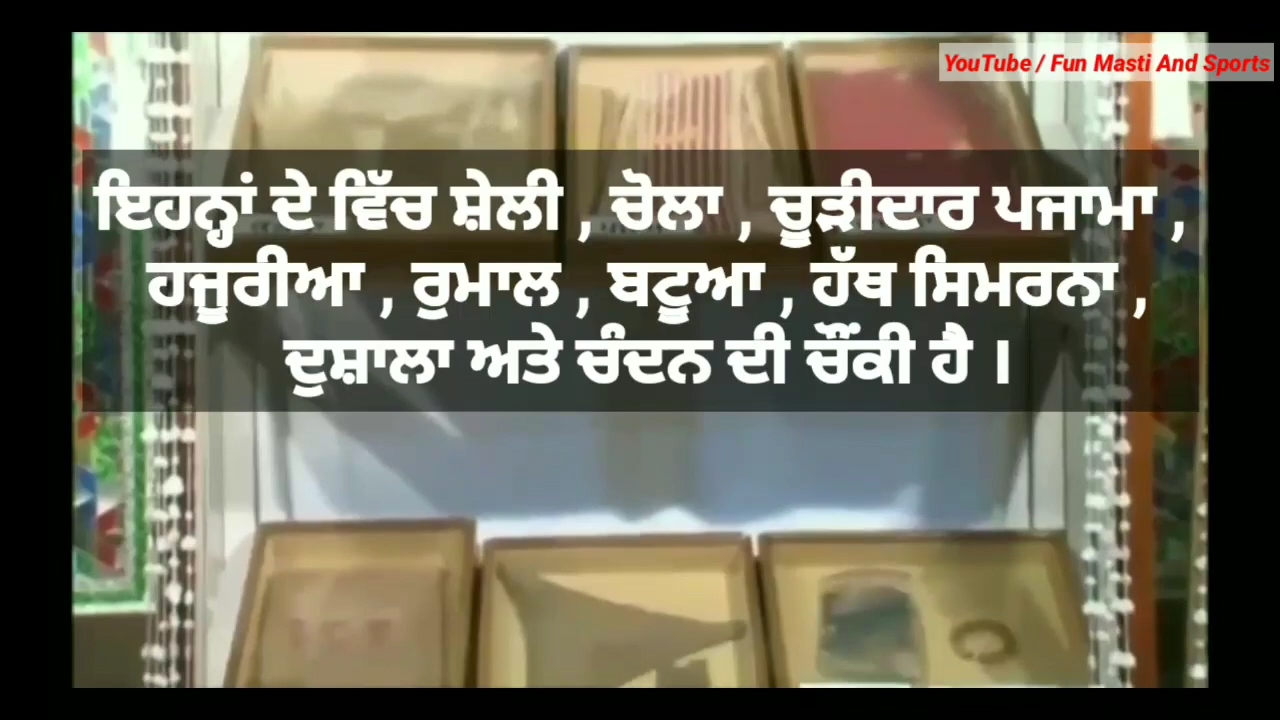 YouTube / Fun Masti And Sports
ਇਹਨ੍ਹਾਂ ਦੇ ਵਿੱਚ ਸ਼ੇਲੀ , ਚੋਲਾ , ਚੂੜੀਦਾਰ ਪਜਾਮਾ ,
ਹਜੂਰੀਆ , ਰੁਮਾਲ , ਬਟੂਆ , ਹੱਥ ਸਿਮਰਨਾ ,
ਦੁਸ਼ਾਲਾ ਅਤੇ ਚੰਦਨ ਦੀ ਚੌਂਕੀ ਹੈ ।